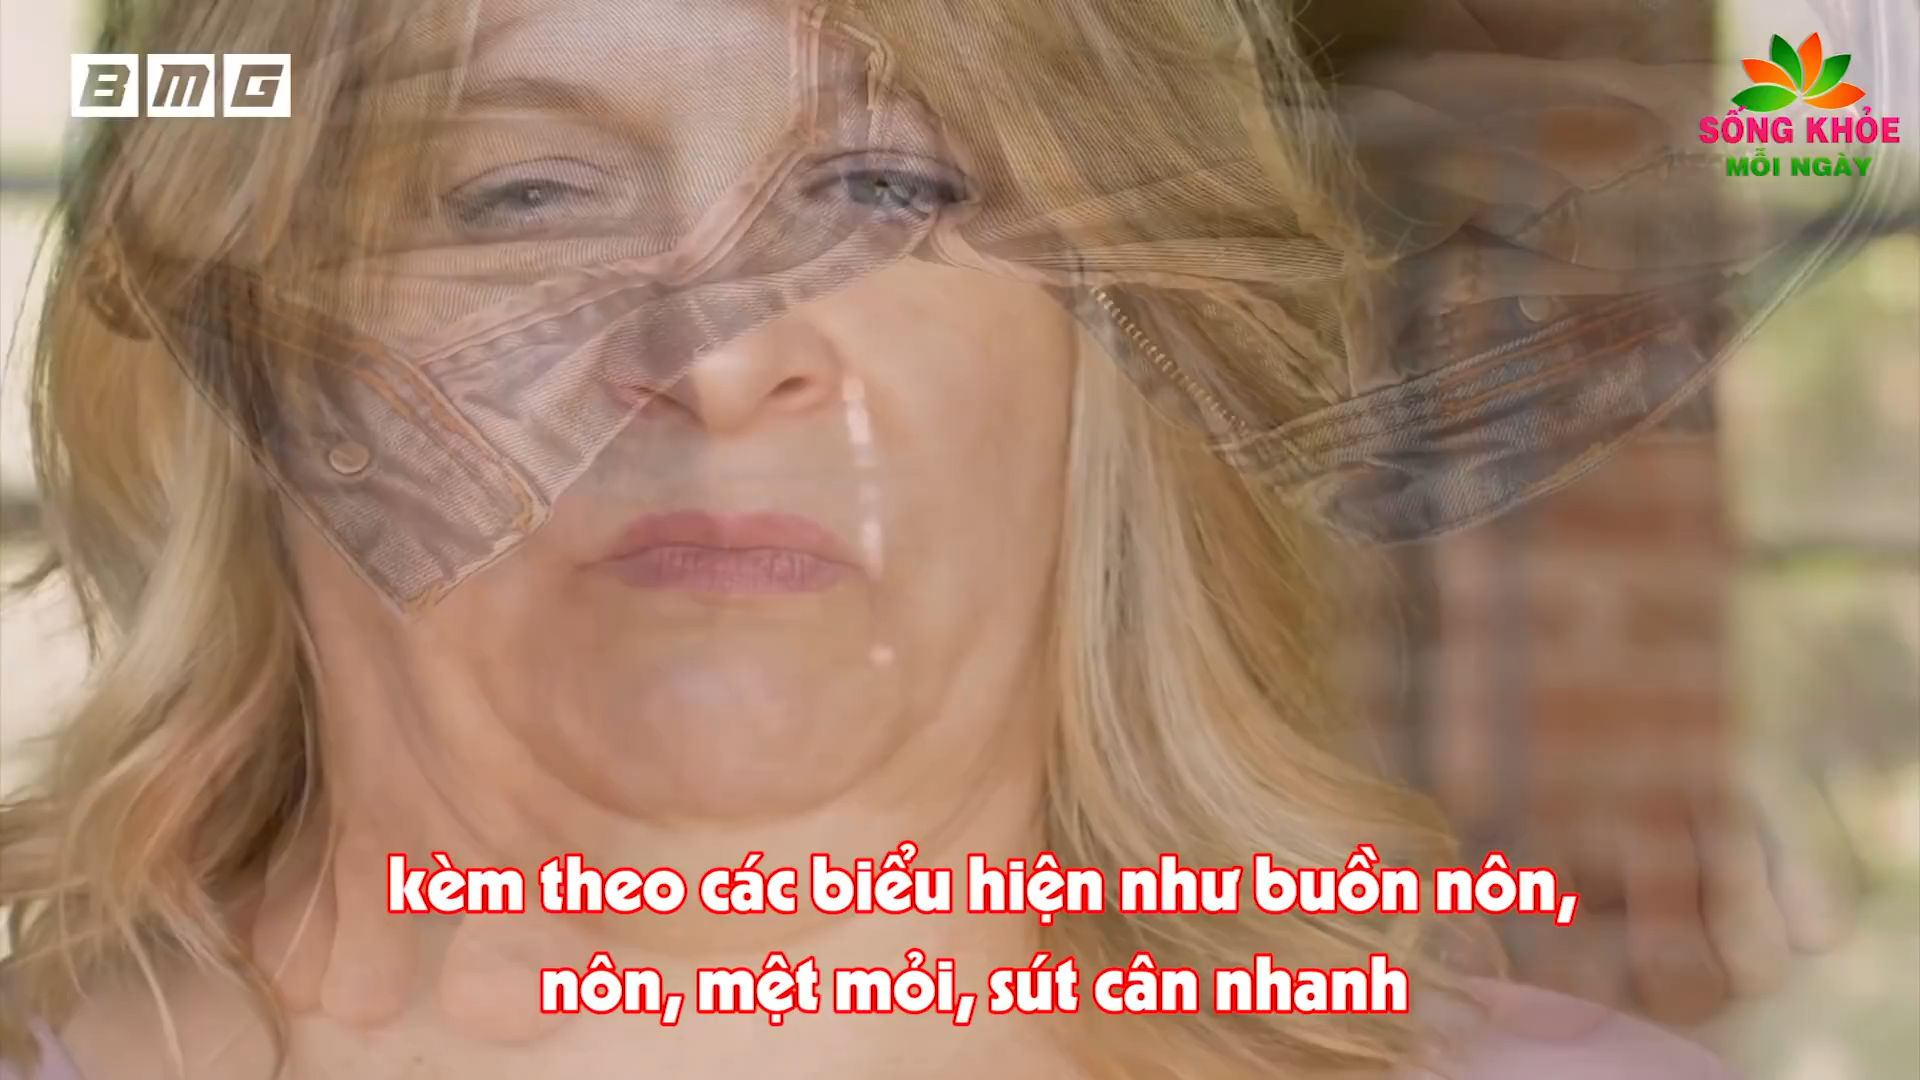 BMG
SỐNG KHỎE
MỖI NGÀY
kèm theo các biểu hiện như buồn nôn,
nôn, mệt mỏi, sút cân nhanh